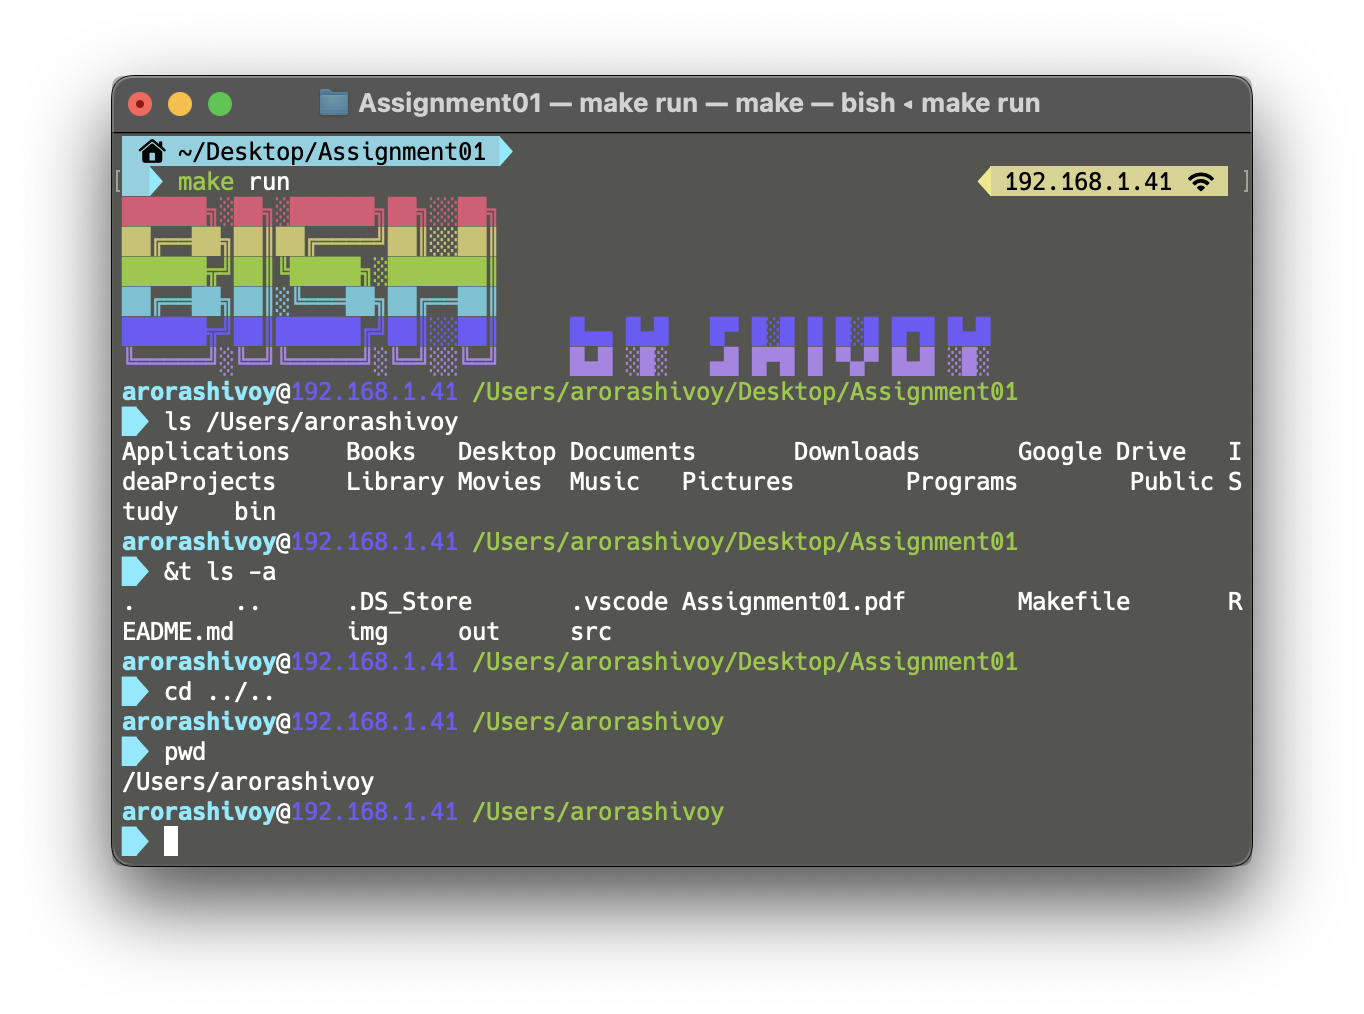 Assignment01 — make run — make — bish ◂ make run
~/Desktop/Assignment01
make run 192.168.1.41
BISH
by SHIVOY
arorashivoy@192.168.1.41 /Users/arorashivoy/Desktop/Assignment01
ls /Users/arorashivoy
Applications    Books   Desktop Documents       Downloads       Google Drive   I
deaProjects     Library Movies  Music   Pictures        Programs        Public S
tudy    bin
arorashivoy@192.168.1.41 /Users/arorashivoy/Desktop/Assignment01
&t ls -a
.       ..      .DS_Store       .vscode Assignment01.pdf        Makefile       R
EADME.md        img     out     src
arorashivoy@192.168.1.41 /Users/arorashivoy/Desktop/Assignment01
cd ../..
arorashivoy@192.168.1.41 /Users/arorashivoy
pwd
/Users/arorashivoy
arorashivoy@192.168.1.41 /Users/arorashivoy